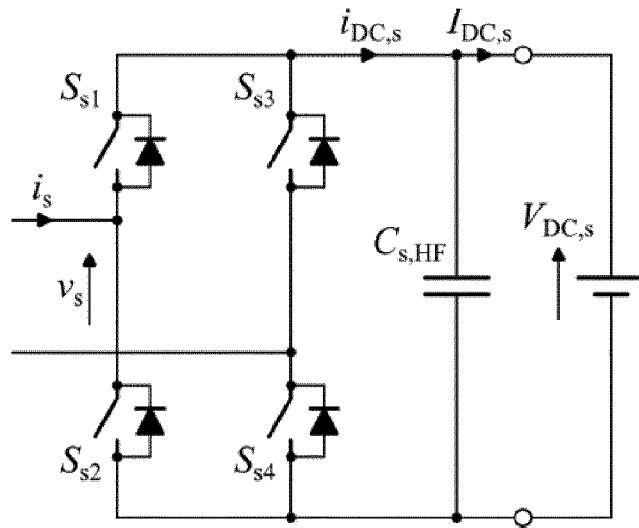 i_DC,s I_DC,s
S_s1 S_s3
i_s
v_s
C_s,HF V_DC,s
S_s2 S_s4